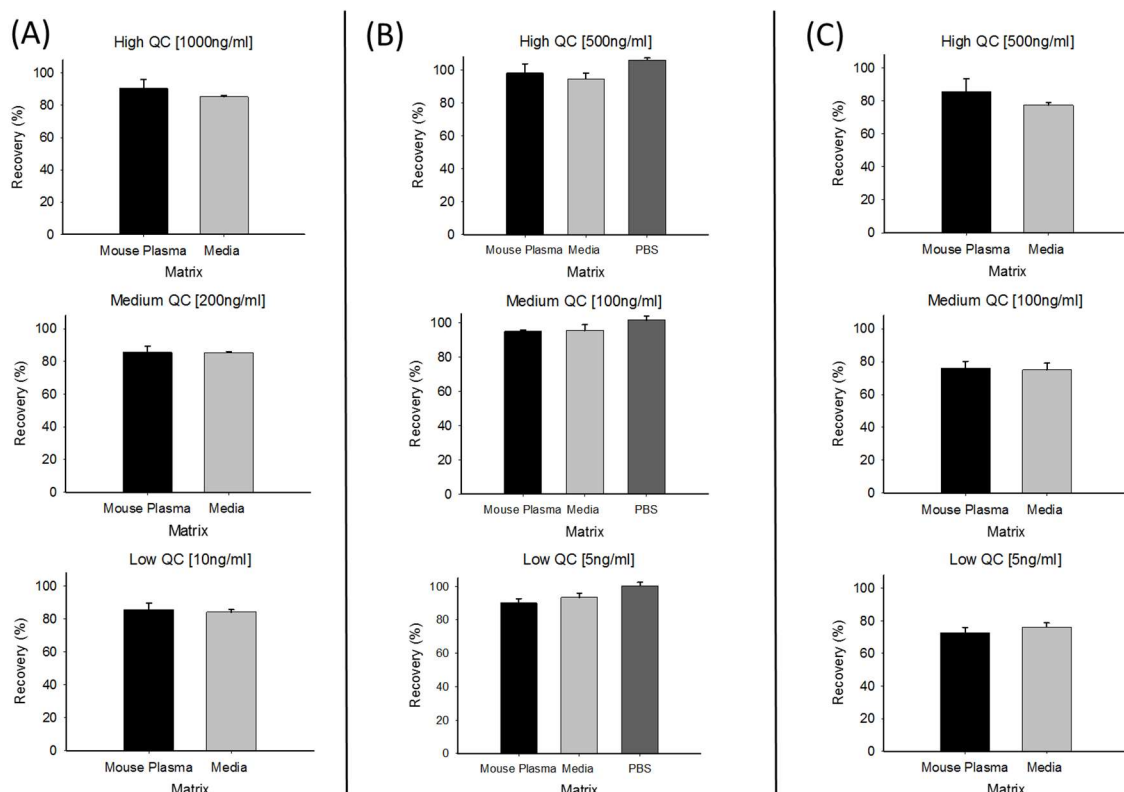 (A)
High QC [1000ng/ml]
Recovery (%)
100
80
60
40
20
0
Mouse Plasma Media
Matrix
Medium QC [200ng/ml]
Recovery (%)
100
80
60
40
20
0
Mouse Plasma Media
Matrix
Low QC [10ng/ml]
Recovery (%)
100
80
60
40
20
0
Mouse Plasma Media
Matrix
(B)
High QC [500ng/ml]
Recovery (%)
100
80
60
40
20
0
Mouse Plasma Media PBS
Matrix
Medium QC [100ng/ml]
Recovery (%)
100
80
60
40
20
0
Mouse Plasma Media PBS
Matrix
Low QC [5ng/ml]
Recovery (%)
100
80
60
40
20
0
Mouse Plasma Media PBS
Matrix
(C)
High QC [500ng/ml]
Recovery (%)
100
80
60
40
20
0
Mouse Plasma Media
Matrix
Medium QC [100ng/ml]
Recovery (%)
100
80
60
40
20
0
Mouse Plasma Media
Matrix
Low QC [5ng/ml]
Recovery (%)
100
80
60
40
20
0
Mouse Plasma Media
Matrix